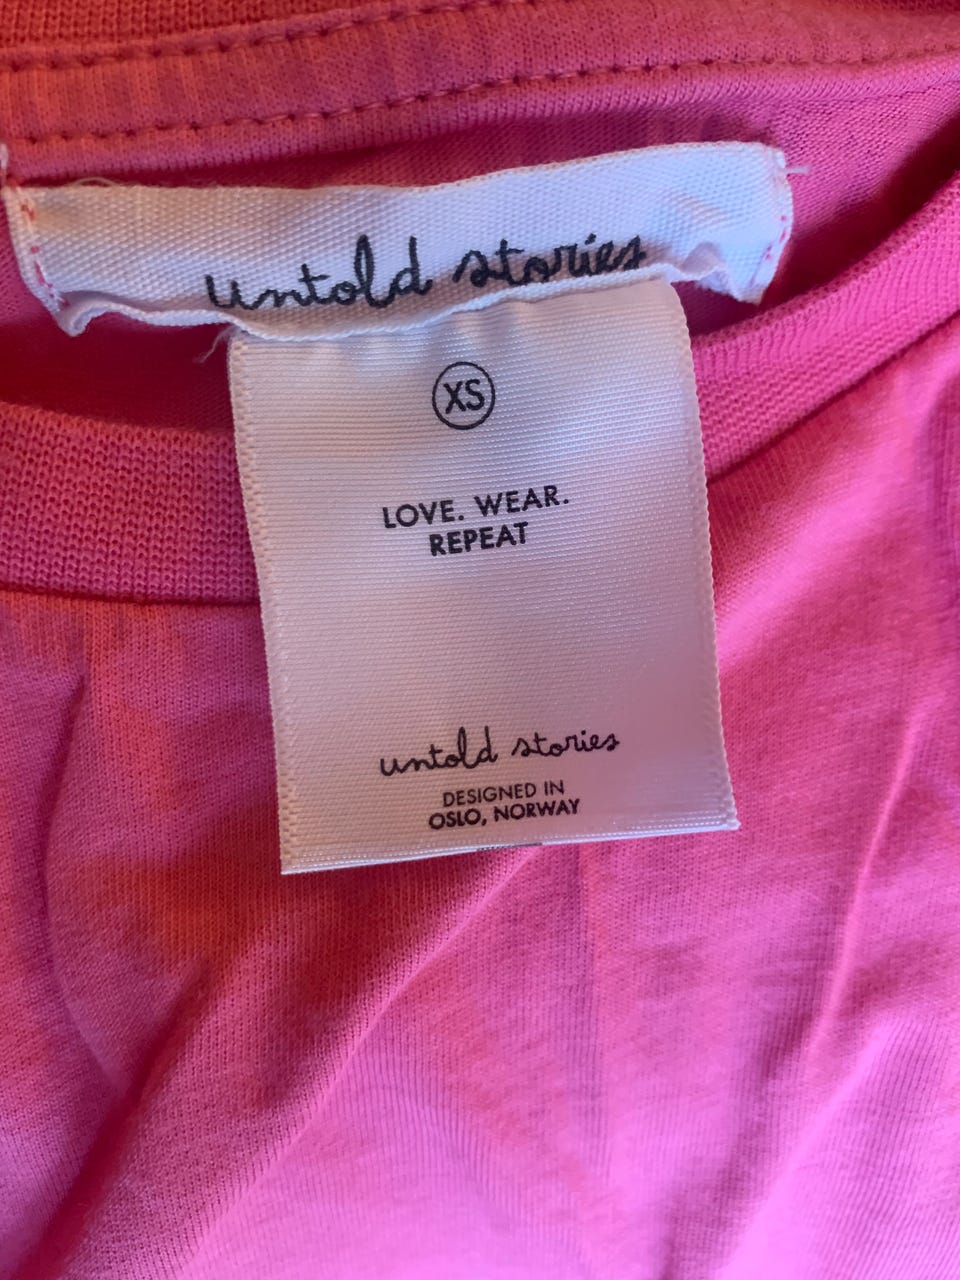 untold stories
XS
LOVE. WEAR.
REPEAT
untold stories
DESIGNED IN
OSLO, NORWAY